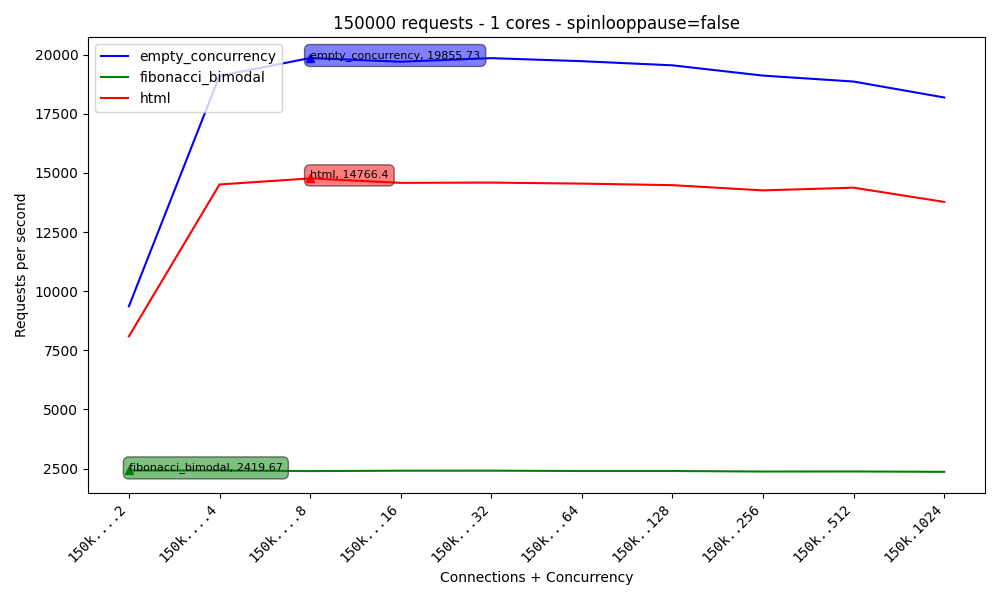 150000 requests - 1 cores - spinlooppause=false
empty_concurrency
fibonacci_bimodal
html
empty_concurrency, 19855.73
html, 14766.4
fibonacci_bimodal, 2419.67
Requests per second
20000
17500
15000
12500
10000
7500
5000
2500
150k....2
150k....4
150k....8
150k...16
150k...32
150k...64
150k..128
150k..256
150k..512
150k.1024
Connections + Concurrency